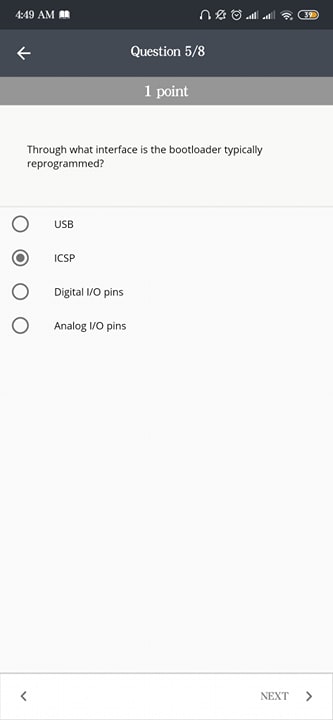 4:49 AM
39
Question 5/8
1 point
Through what interface is the bootloader typically
reprogrammed?
USB
ICSP
Digital I/O pins
Analog I/O pins
NEXT